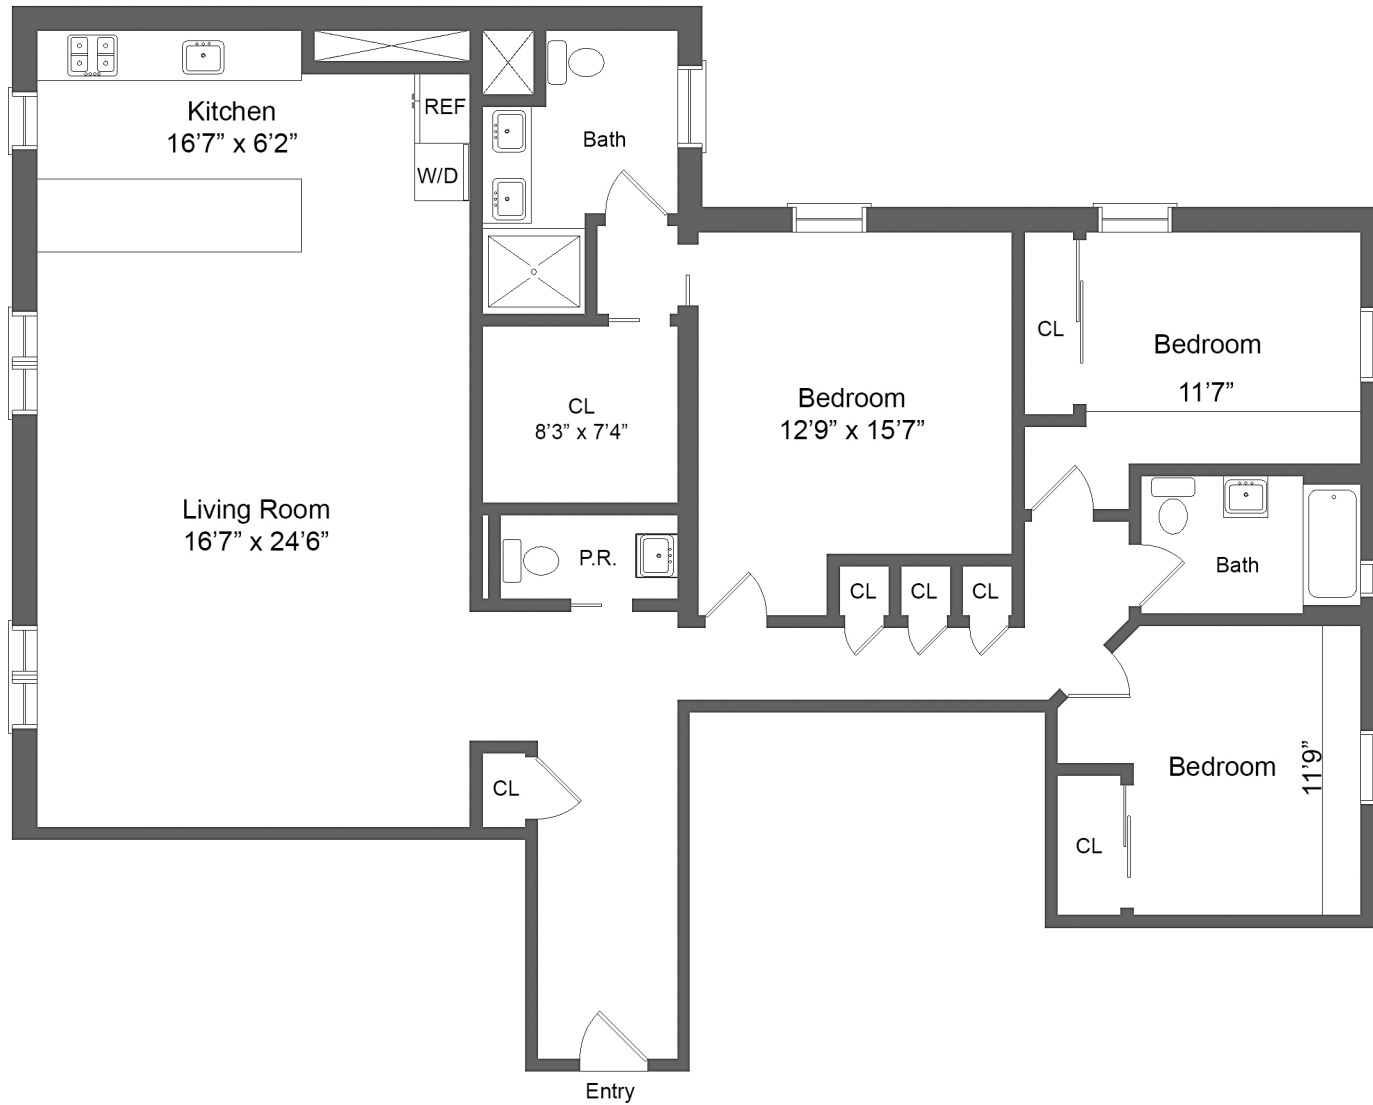 Kitchen
16’7” x 6’2”
REF
W/D
Bath
CL
8’3” x 7’4”
Bedroom
12’9” x 15’7”
CL
Bedroom
11’7”
Living Room
16’7” x 24’6”
P.R.
CL
CL
CL
Bath
CL
Bedroom
11’9”
CL
Entry